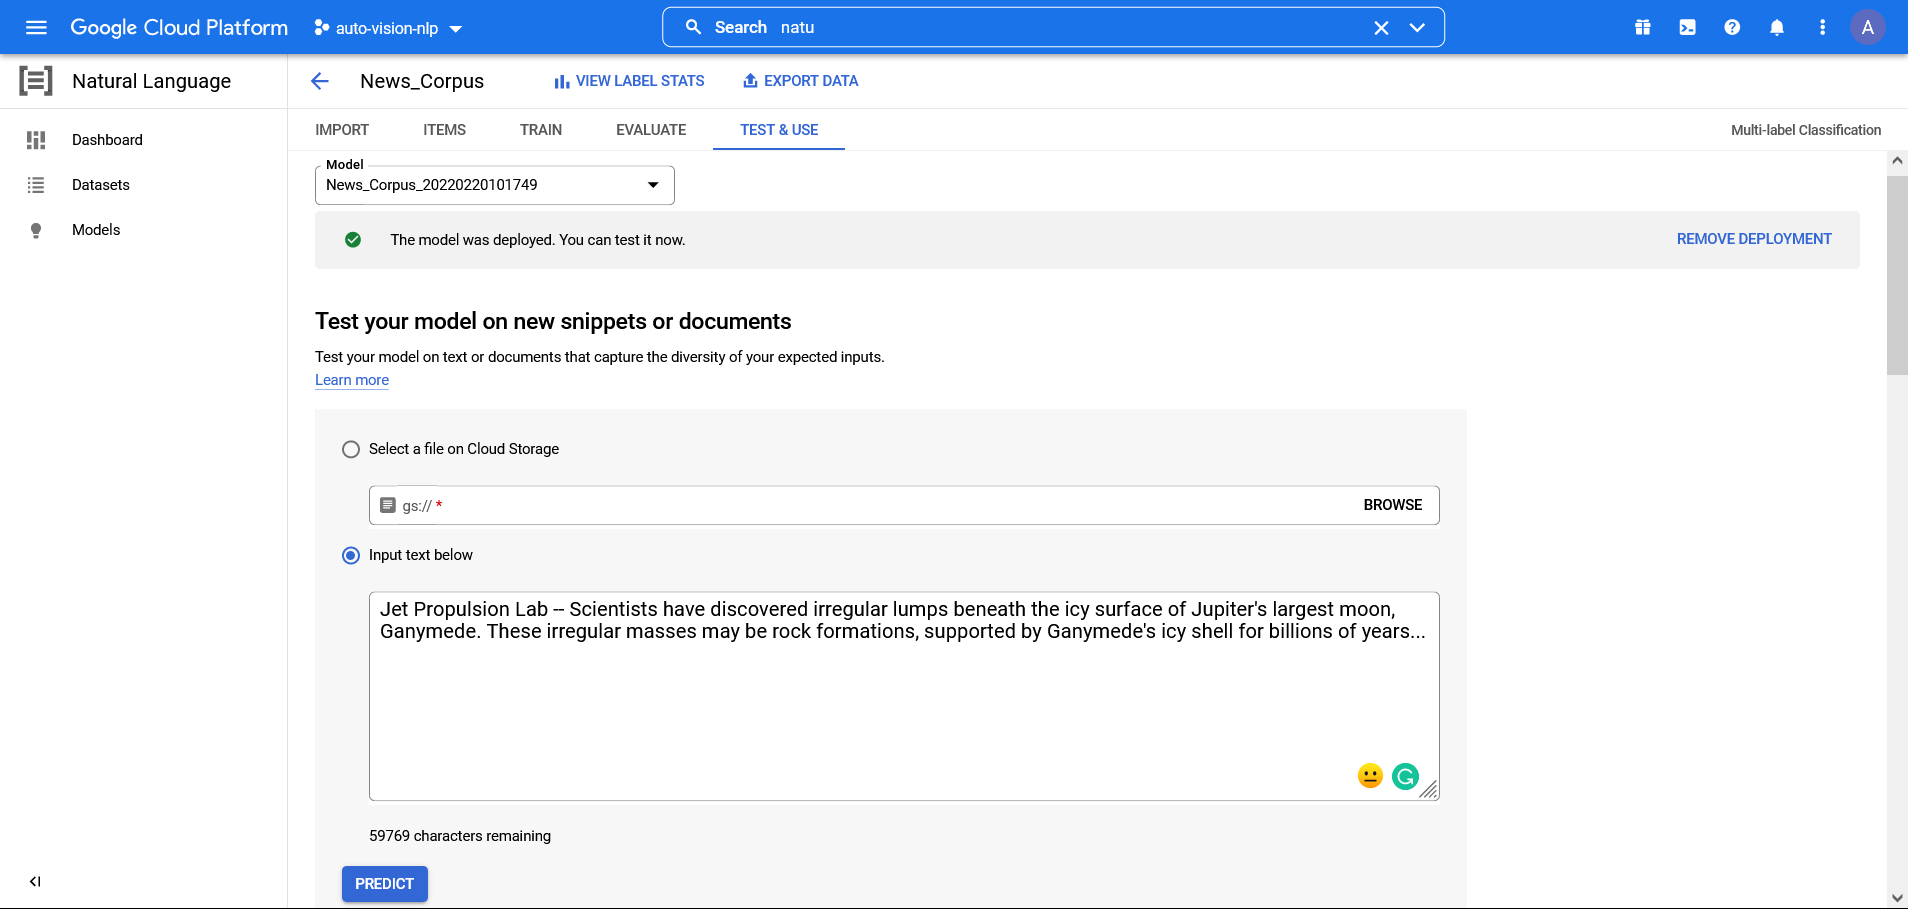 Google Cloud Platform
auto-vision-nlp
Search natu
A
Natural Language
News_Corpus
VIEW LABEL STATS
EXPORT DATA
Dashboard
Datasets
Models
IMPORT
ITEMS
TRAIN
EVALUATE
TEST & USE
Multi-label Classification
Model
News_Corpus_20220220101749
The model was deployed. You can test it now.
REMOVE DEPLOYMENT
Test your model on new snippets or documents
Test your model on text or documents that capture the diversity of your expected inputs.
Learn more
Select a file on Cloud Storage
gs:// *
BROWSE
Input text below
Jet Propulsion Lab -- Scientists have discovered irregular lumps beneath the icy surface of Jupiter's largest moon,
Ganymede. These irregular masses may be rock formations, supported by Ganymede's icy shell for billions of years...
59769 characters remaining
PREDICT